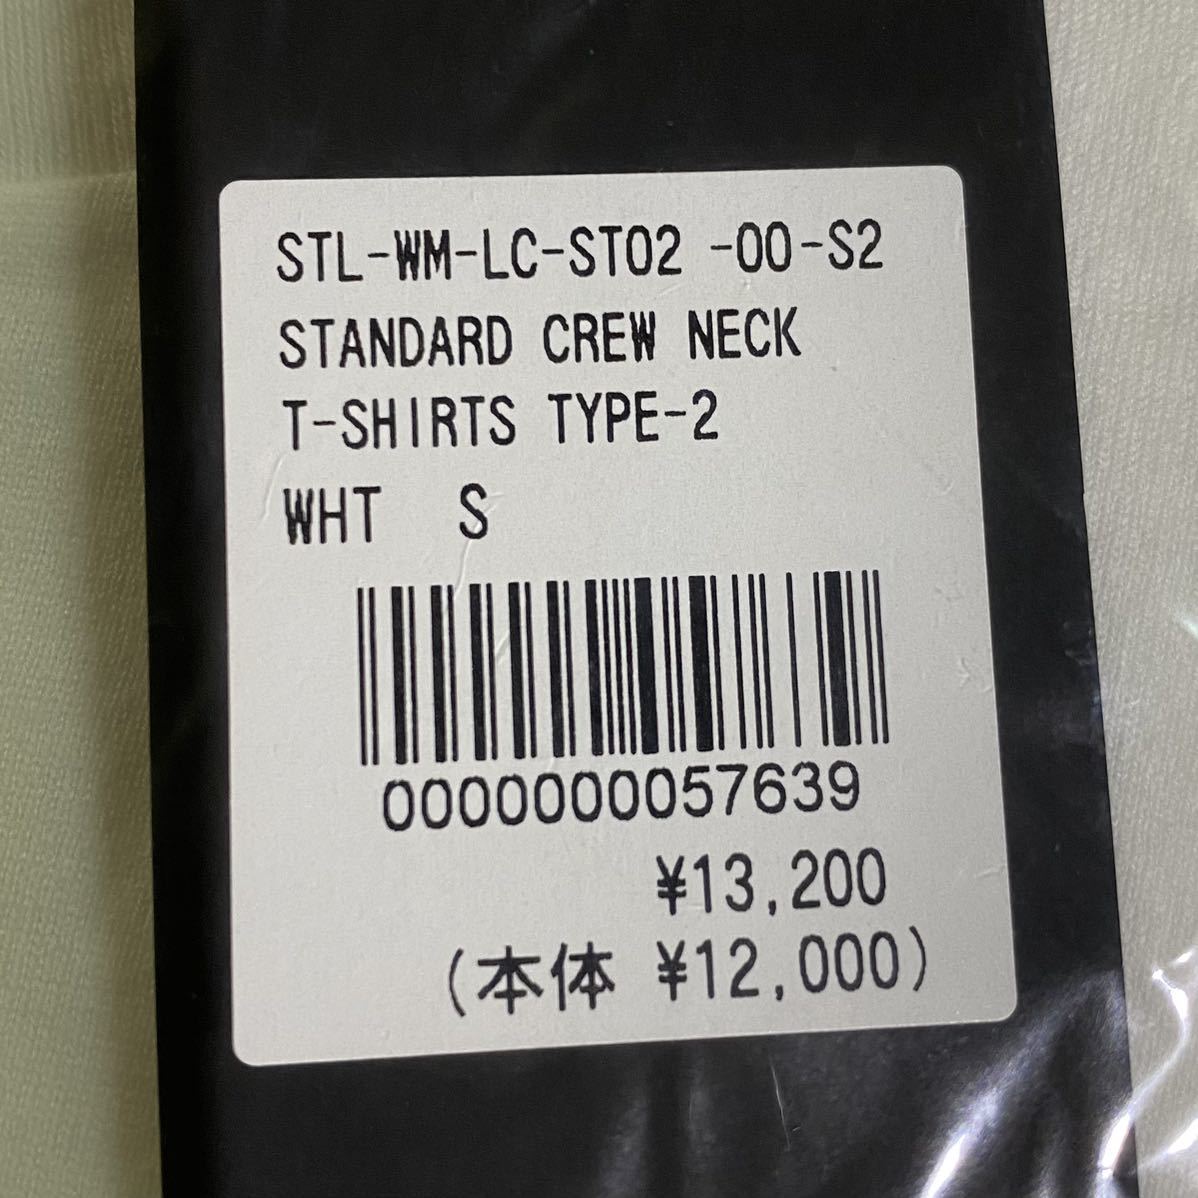 STL-WM-LC-ST02 -00-S2
STANDARD CREW NECK
T-SHIRTS TYPE-2
WHT S
0000000057639
¥13,200
(本体 ¥12,000)